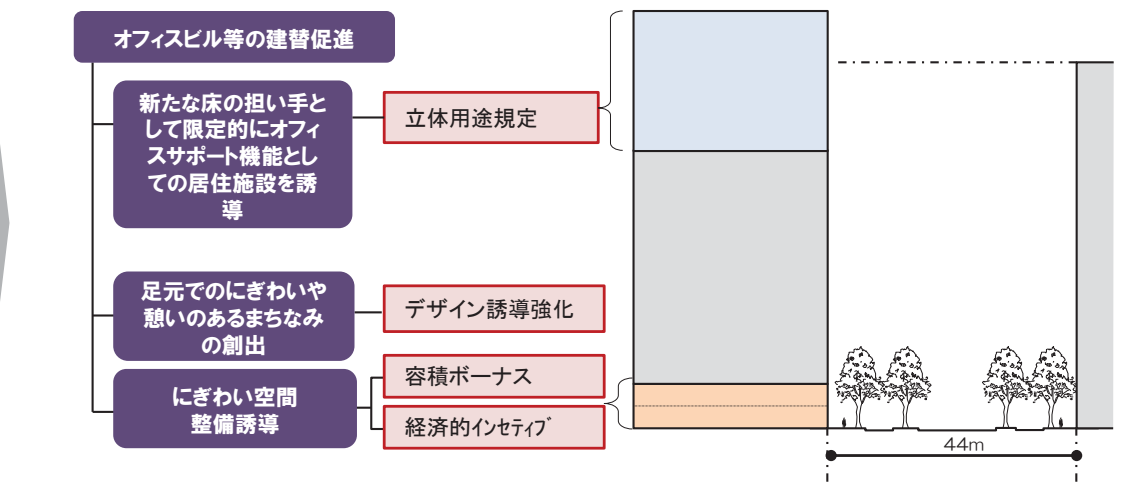 オフィスビル等の建替促進
新たな床の担い手と
して限定的にオフィ
スサポート機能とし
ての居住施設を誘
導
立体用途規定
足元でのにぎわいや
憩いのあるまちなみ
の創出
デザイン誘導強化
にぎわい空間
整備誘導
容積ボーナス
経済的インセティブ
44m